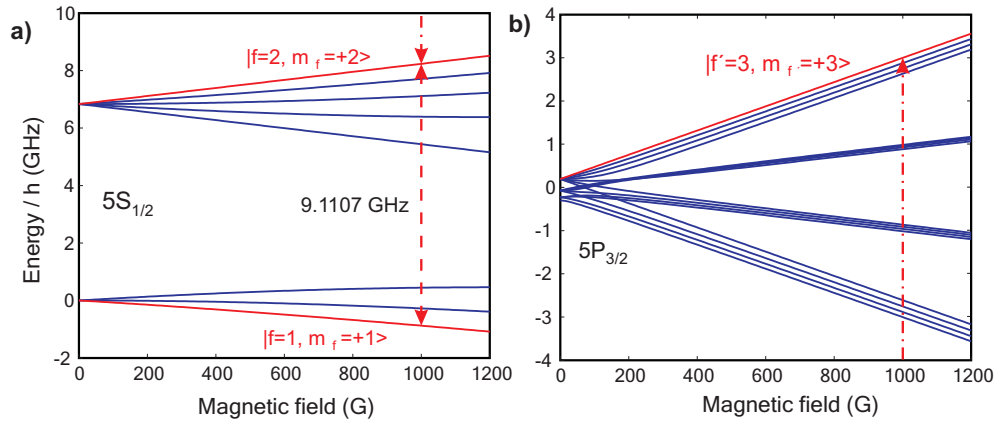 a)
Energy / h (GHz)
10
8
6
4
2
0
-2
|f=2, m f =+2>
5S1/2
9.1107 GHz
|f=1, m f =+1>
0 200 400 600 800 1000 1200
Magnetic field (G)
b)
4
3
2
1
0
-1
-2
-3
-4
|f´=3, m f ´=+3>
5P3/2
0 200 400 600 800 1000 1200
Magnetic field (G)